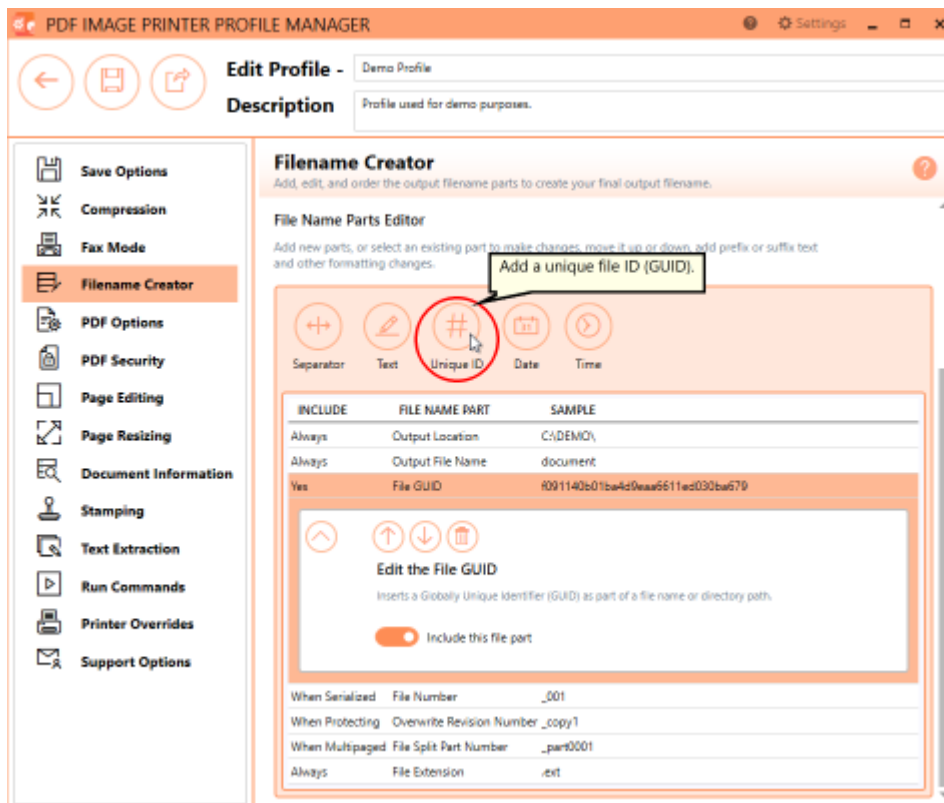 PDF IMAGE PRINTER PROFILE MANAGER
Settings
Edit Profile - Demo Profile
Description Profile used for demo purposes.
Save Options
Compression
Fax Mode
Filename Creator
PDF Options
PDF Security
Page Editing
Page Resizing
Document Information
Stamping
Text Extraction
Run Commands
Printer Overrides
Support Options
Filename Creator
Add, edit, and order the output filename parts to create your final output filename.
File Name Parts Editor
Add new parts, or select an existing part to make changes, move it up or down, add prefix or suffix text
and other formatting changes.
Add a unique file ID (GUID).
Separator Text Unique ID Date Time
INCLUDE FILE NAME PART SAMPLE
Always Output Location C:\DEMO\
Always Output File Name document
Yes File GUID f091140b01ba4d9eaa6611ed030ba679
Edit the File GUID
Inserts a Globally Unique Identifier (GUID) as part of a file name or directory path.
Include this file part
When Serialized File Number _001
When Protecting Overwrite Revision Number _copy1
When Multipaged File Split Part Number _part0001
Always File Extension .ext